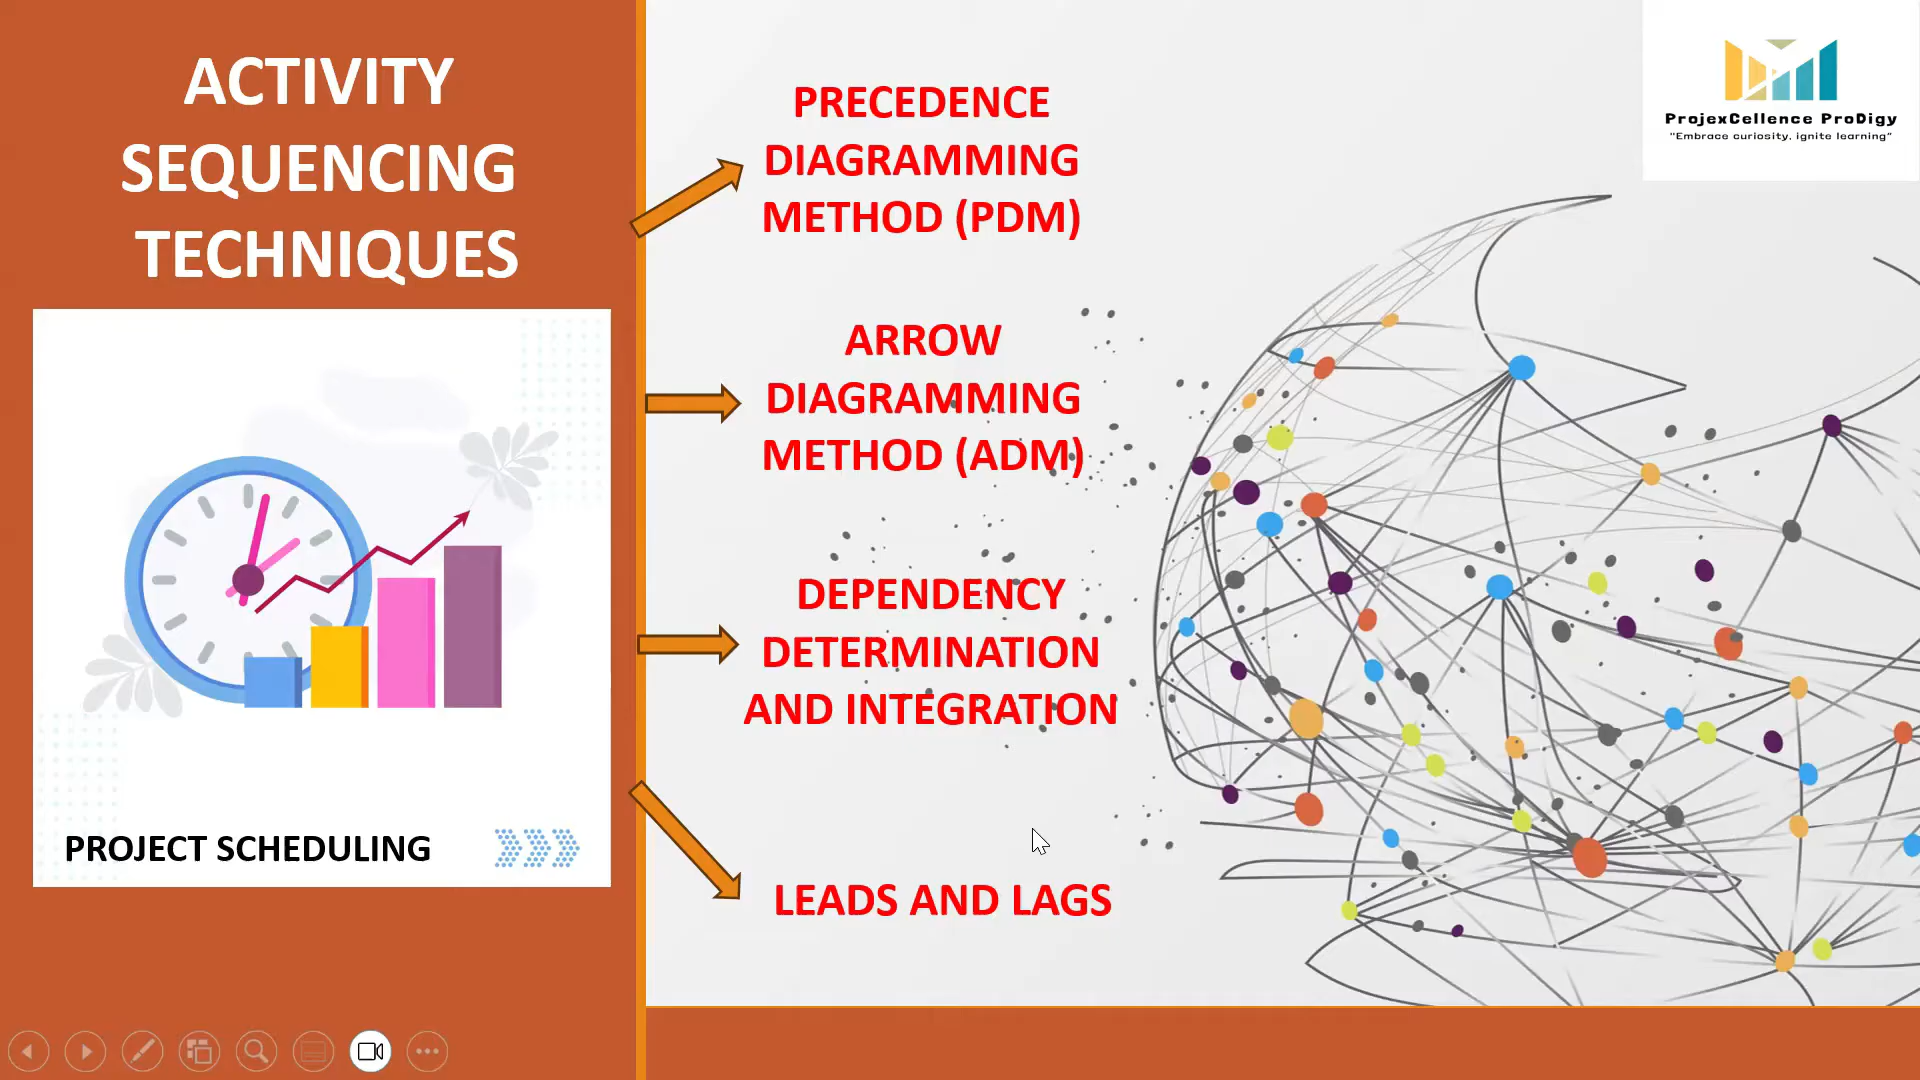 ACTIVITY
SEQUENCING
TECHNIQUES
PROJECT SCHEDULING
PRECEDENCE
DIAGRAMMING
METHOD (PDM)
ARROW
DIAGRAMMING
METHOD (ADM)
DEPENDENCY
DETERMINATION
AND INTEGRATION
LEADS AND LAGS
ProjexCellence ProDigy
"Embrace curiosity, ignite learning"